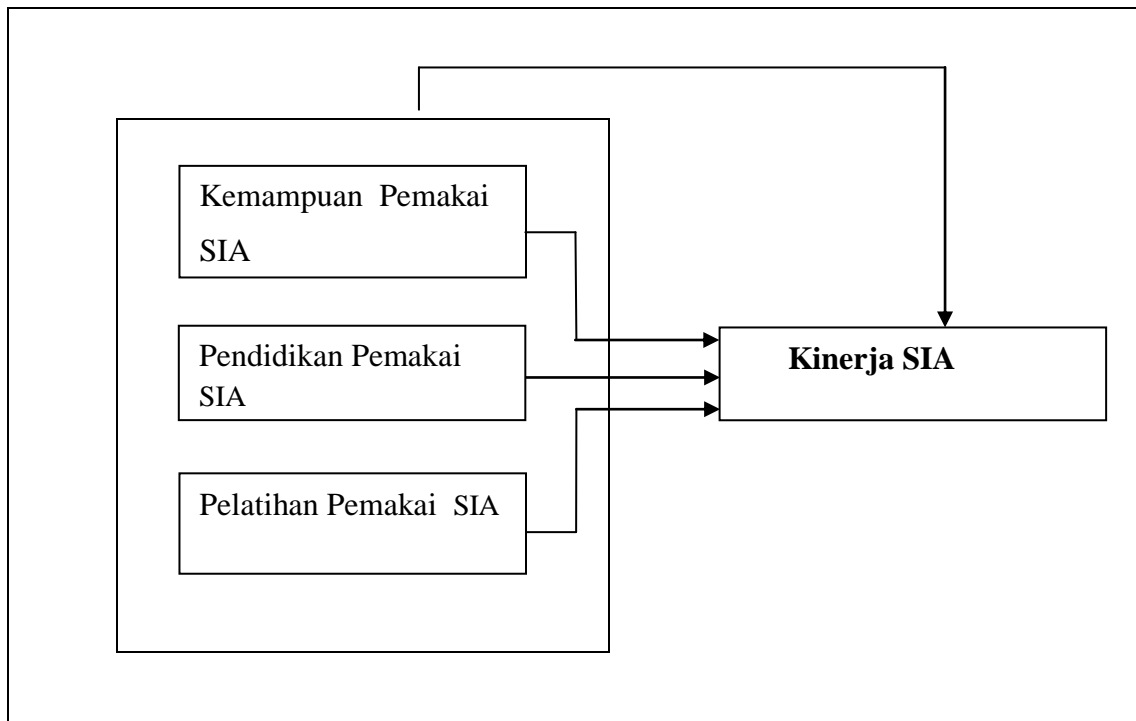 Kemampuan Pemakai
SIA
Pendidikan Pemakai
SIA
Pelatihan Pemakai SIA
Kinerja SIA